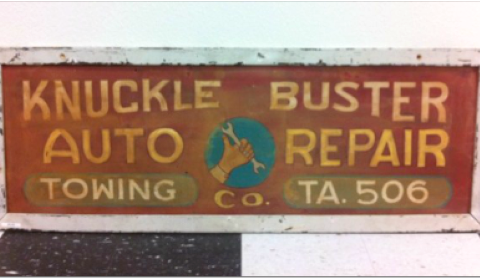 KNUCKLE BUSTER
AUTO REPAIR
TOWING CO. TA. 506